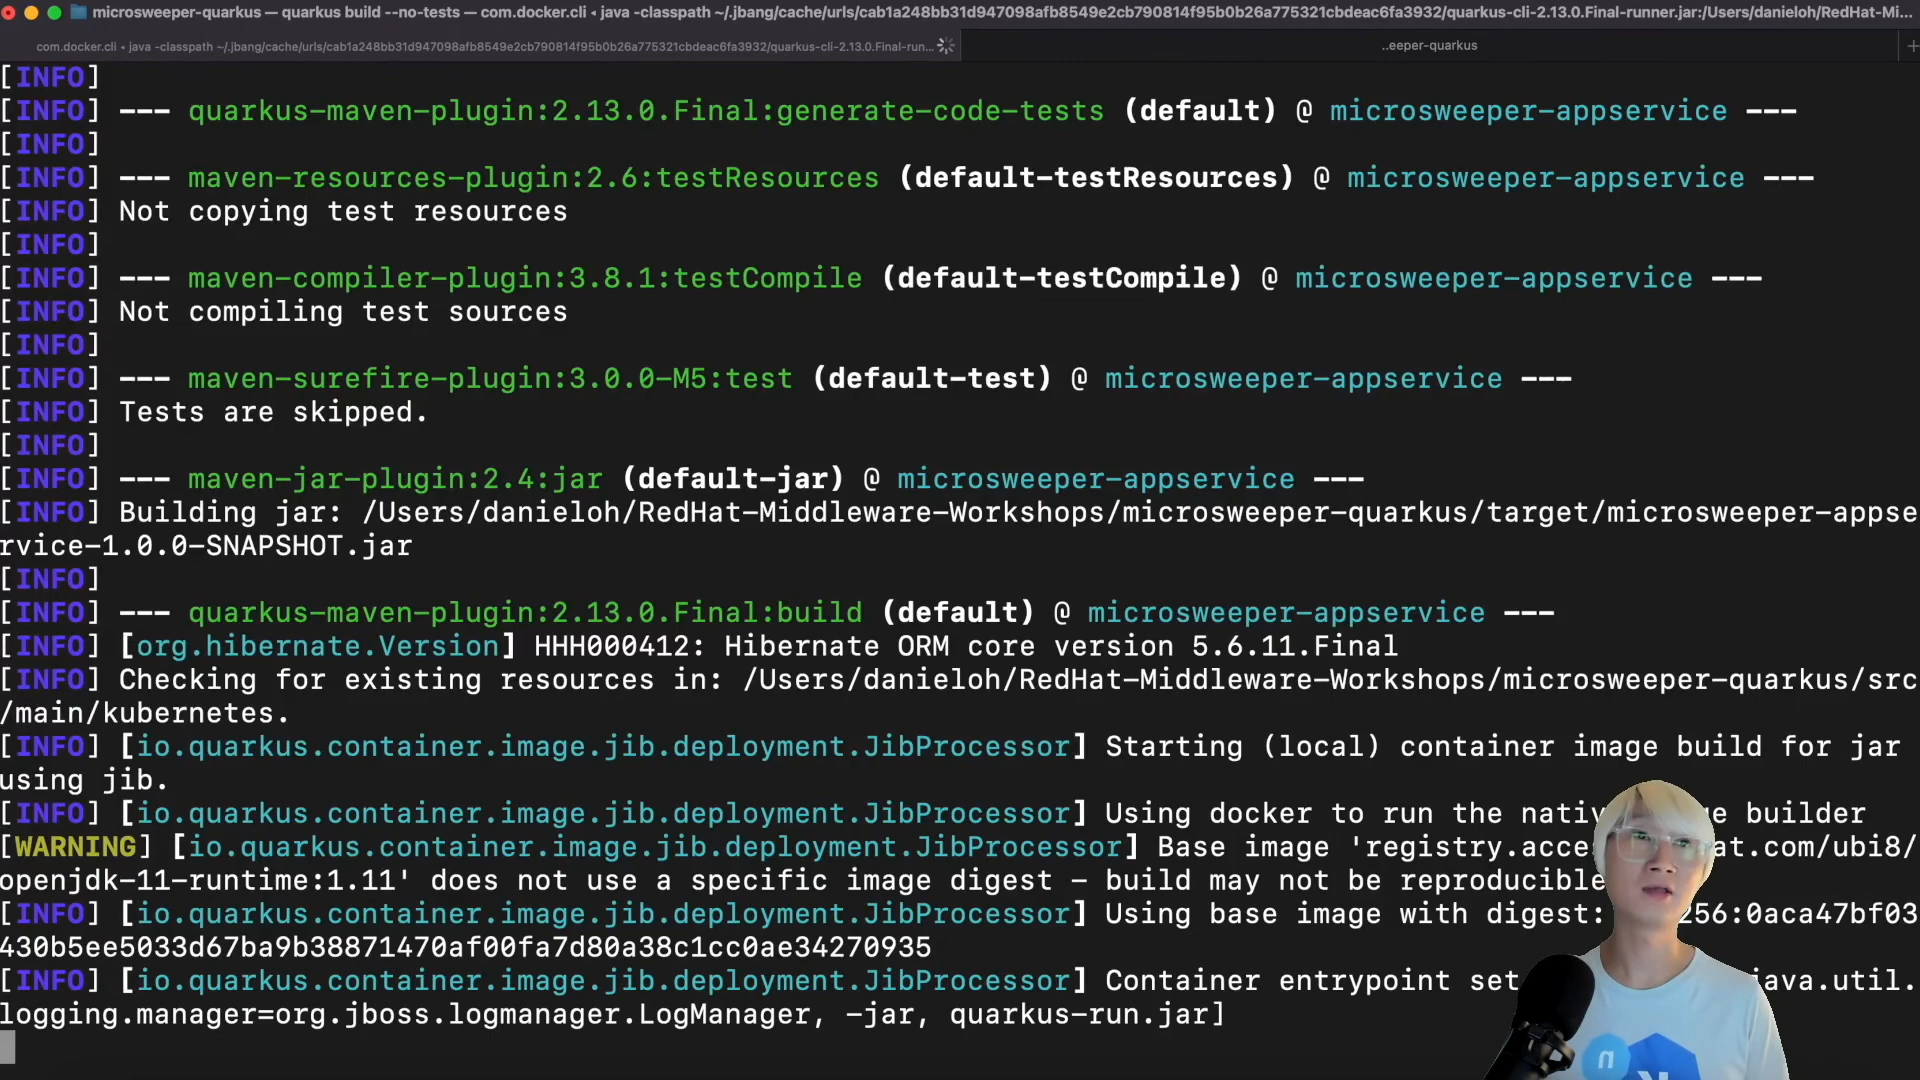 microsweeper-quarkus — quarkus build --no-tests — com.docker.cli ◂ java -classpath ~/.jbang/cache/urls/cab1a248bb31d947098afb8549e2cb790814f95b0b26a775321cbdeac6fa3932/quarkus-cli-2.13.0.Final-runner.jar:/Users/danieloh/RedHat-Mi...
com.docker.cli ◂ java -classpath ~/.jbang/cache/urls/cab1a248bb31d947098afb8549e2cb790814f95b0b26a775321cbdeac6fa3932/quarkus-cli-2.13.0.Final-run... ..eeper-quarkus +
[INFO]
[INFO] --- quarkus-maven-plugin:2.13.0.Final:generate-code-tests (default) @ microsweeper-appservice ---
[INFO]
[INFO] --- maven-resources-plugin:2.6:testResources (default-testResources) @ microsweeper-appservice ---
[INFO] Not copying test resources
[INFO]
[INFO] --- maven-compiler-plugin:3.8.1:testCompile (default-testCompile) @ microsweeper-appservice ---
[INFO] Not compiling test sources
[INFO]
[INFO] --- maven-surefire-plugin:3.0.0-M5:test (default-test) @ microsweeper-appservice ---
[INFO] Tests are skipped.
[INFO]
[INFO] --- maven-jar-plugin:2.4:jar (default-jar) @ microsweeper-appservice ---
[INFO] Building jar: /Users/danieloh/RedHat-Middleware-Workshops/microsweeper-quarkus/target/microsweeper-appse
rvice-1.0.0-SNAPSHOT.jar
[INFO]
[INFO] --- quarkus-maven-plugin:2.13.0.Final:build (default) @ microsweeper-appservice ---
[INFO] [org.hibernate.Version] HHH000412: Hibernate ORM core version 5.6.11.Final
[INFO] Checking for existing resources in: /Users/danieloh/RedHat-Middleware-Workshops/microsweeper-quarkus/src
/main/kubernetes.
[INFO] [io.quarkus.container.image.jib.deployment.JibProcessor] Starting (local) container image build for jar
using jib.
[INFO] [io.quarkus.container.image.jib.deployment.JibProcessor] Using docker to run the nativ e builder
[WARNING] [io.quarkus.container.image.jib.deployment.JibProcessor] Base image 'registry.acce at.com/ubi8/
openjdk-11-runtime:1.11' does not use a specific image digest - build may not be reproducible
[INFO] [io.quarkus.container.image.jib.deployment.JibProcessor] Using base image with digest: 256:0aca47bf03
430b5ee5033d67ba9b38871470af00fa7d80a38c1cc0ae34270935
[INFO] [io.quarkus.container.image.jib.deployment.JibProcessor] Container entrypoint set java.util.
logging.manager=org.jboss.logmanager.LogManager, -jar, quarkus-run.jar]
n